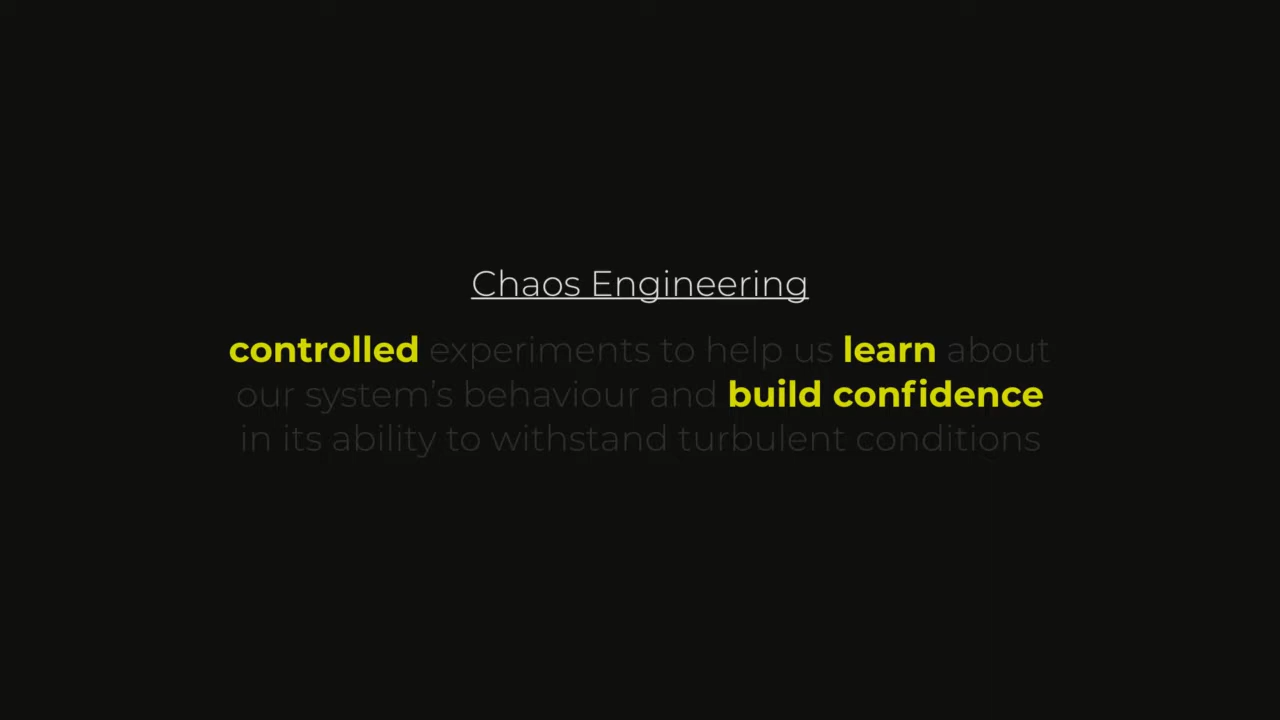 Chaos Engineering
controlled experiments to help us learn about
our system’s behaviour and build confidence
in its ability to withstand turbulent conditions